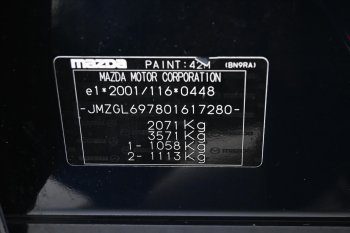 mazda PAINT:42M (BN9RA)
MAZDA MOTOR CORPORATION
e1*2001/116*0448
-JMZGL697801617280-
2071 Kg
3571 Kg
1- 1058 Kg
2- 1113 Kg